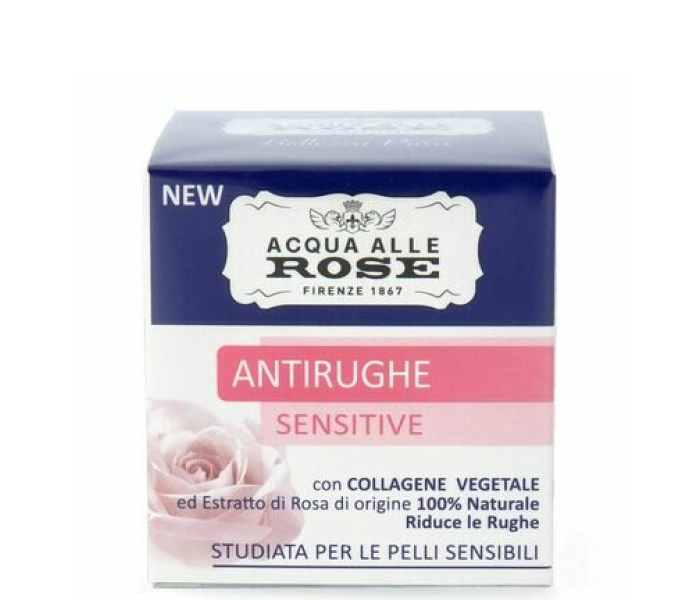 NEW
ACQUA ALLE
ROSE
FIRENZE 1867
ANTIRUGHE
SENSITIVE
con COLLAGENE VEGETALE
ed Estratto di Rosa di origine 100% Naturale
Riduce le Rughe
STUDIATA PER LE PELLI SENSIBILI